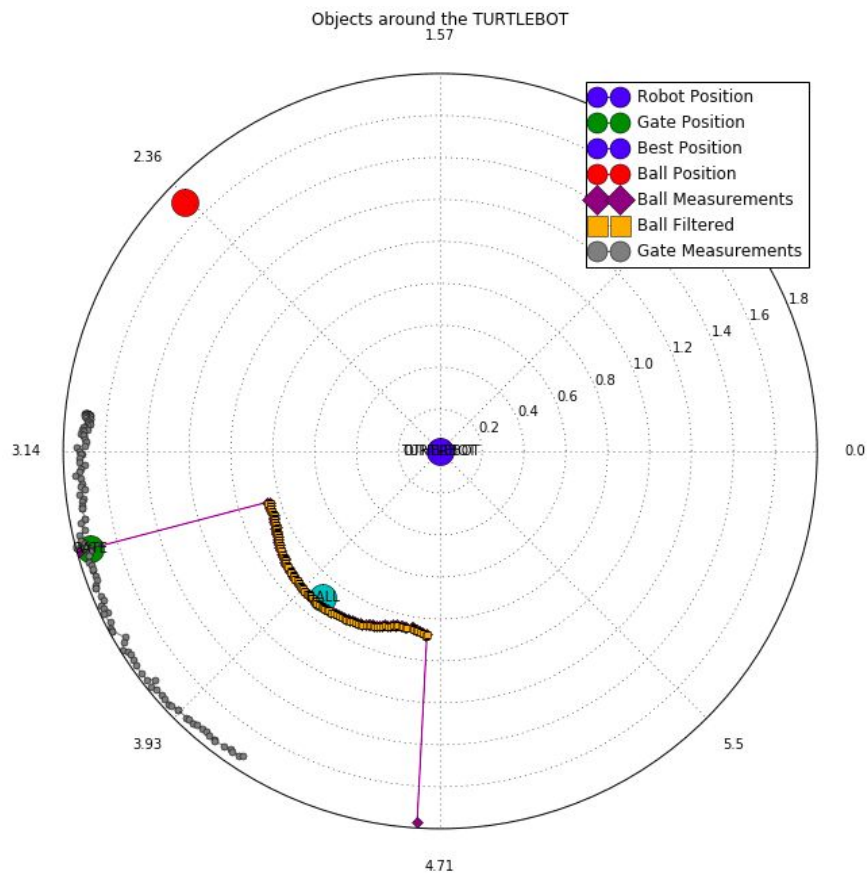 Objects around the TURTLEBOT
1.57
Robot Position
Gate Position
Best Position
Ball Position
Ball Measurements
Ball Filtered
Gate Measurements
2.36
1.8
1.6
1.4
1.2
1.0
0.8
0.6
0.4
0.2
3.14
0.0
BALL
3.93
5.5
4.71